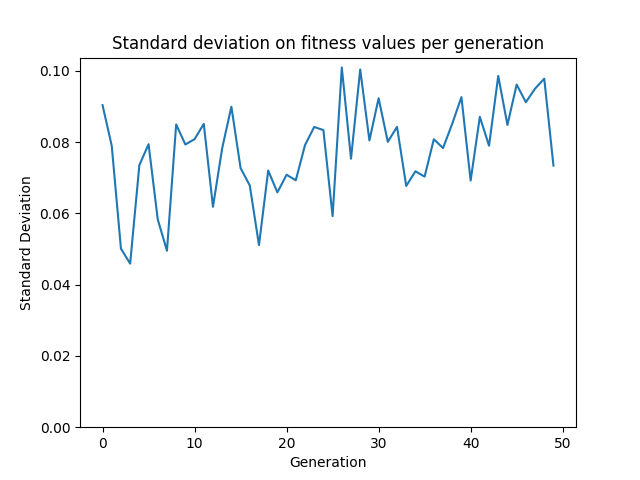 Standard deviation on fitness values per generation
0.10
0.08
0.06
0.04
0.02
0.00
Standard Deviation
0 10 20 30 40 50
Generation